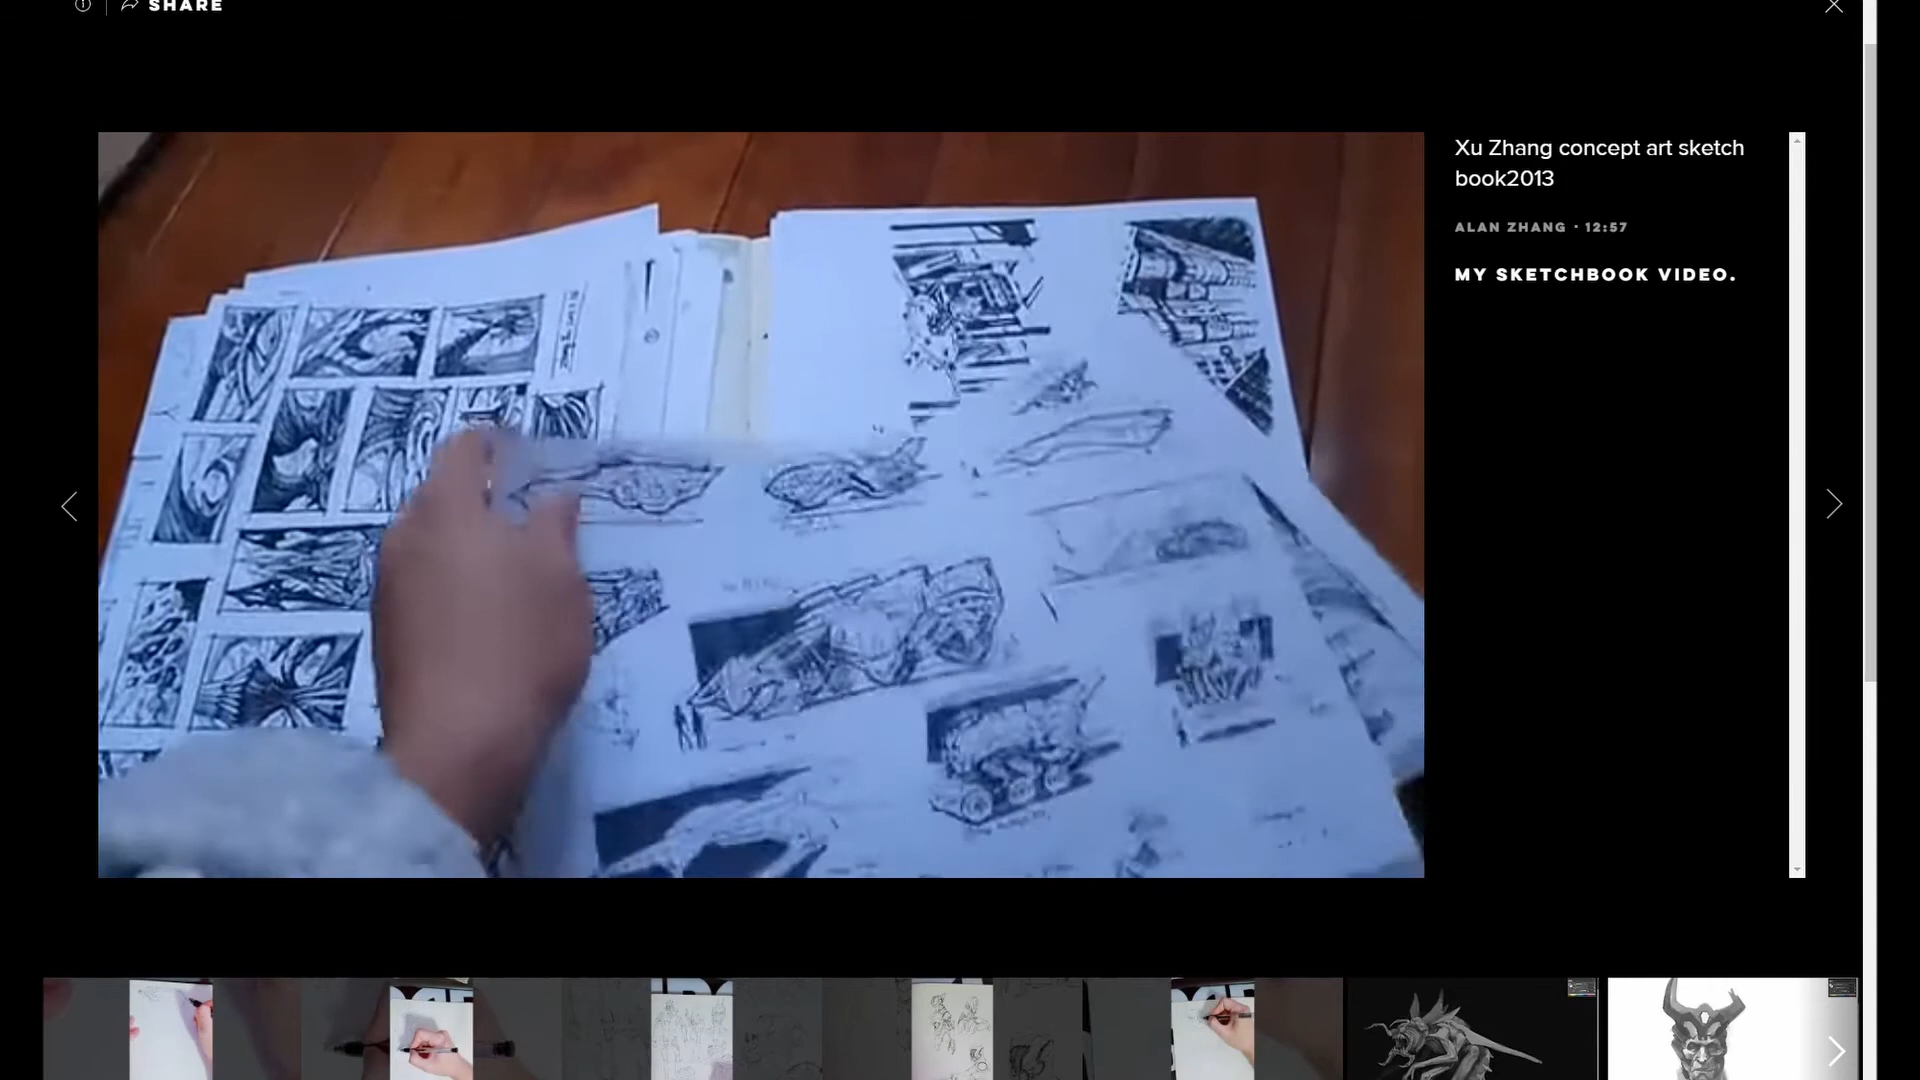 SHARE
Xu Zhang concept art sketch
book2013
ALAN ZHANG · 12:57
MY SKETCHBOOK VIDEO.